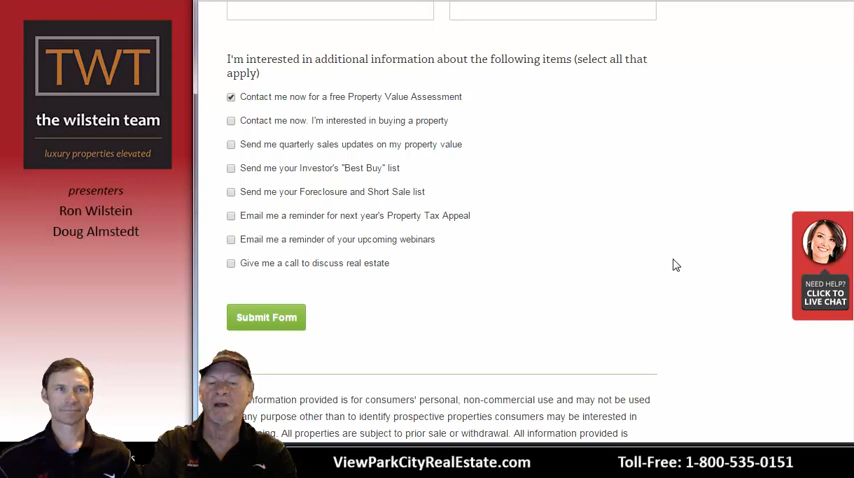 TWT
the wilstein team
luxury properties elevated
presenters
Ron Wilstein
Doug Almstedt
I'm interested in additional information about the following items (select all that
apply)
Contact me now for a free Property Value Assessment
Contact me now. I'm interested in buying a property
Send me quarterly sales updates on my property value
Send me your Investor's "Best Buy" list
Send me your Foreclosure and Short Sale list
Email me a reminder for next year's Property Tax Appeal
Email me a reminder of your upcoming webinars
Give me a call to discuss real estate
Submit Form
NEED HELP?
CLICK TO
LIVE CHAT
information provided is for consumers' personal, non-commercial use and may not be used
any purpose other than to identify prospective properties consumers may be interested in
All properties are subject to prior sale or withdrawal. All information provided is
ViewParkCityRealEstate.com
Toll-Free: 1-800-535-0151